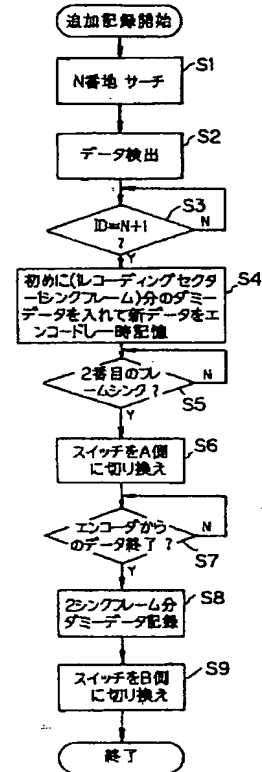 追加記録開始
S1
N番地 サーチ
S2
データ検出
S3
ID=N+1
?
N
Y
S4
初めに(1レコーディングセクター
-1シンクフレーム)分のダミー
データを入れて新データをエ
ンコードし一時記憶
2番目のフレ
ームシンク?
N
S5
Y
S6
スイッチをA側
に切り換え
エンコーダから
のデータ終了?
N
S7
Y
S8
2シンクフレーム分
ダミーデータ記録
S9
スイッチをB側
に切り換え
終了